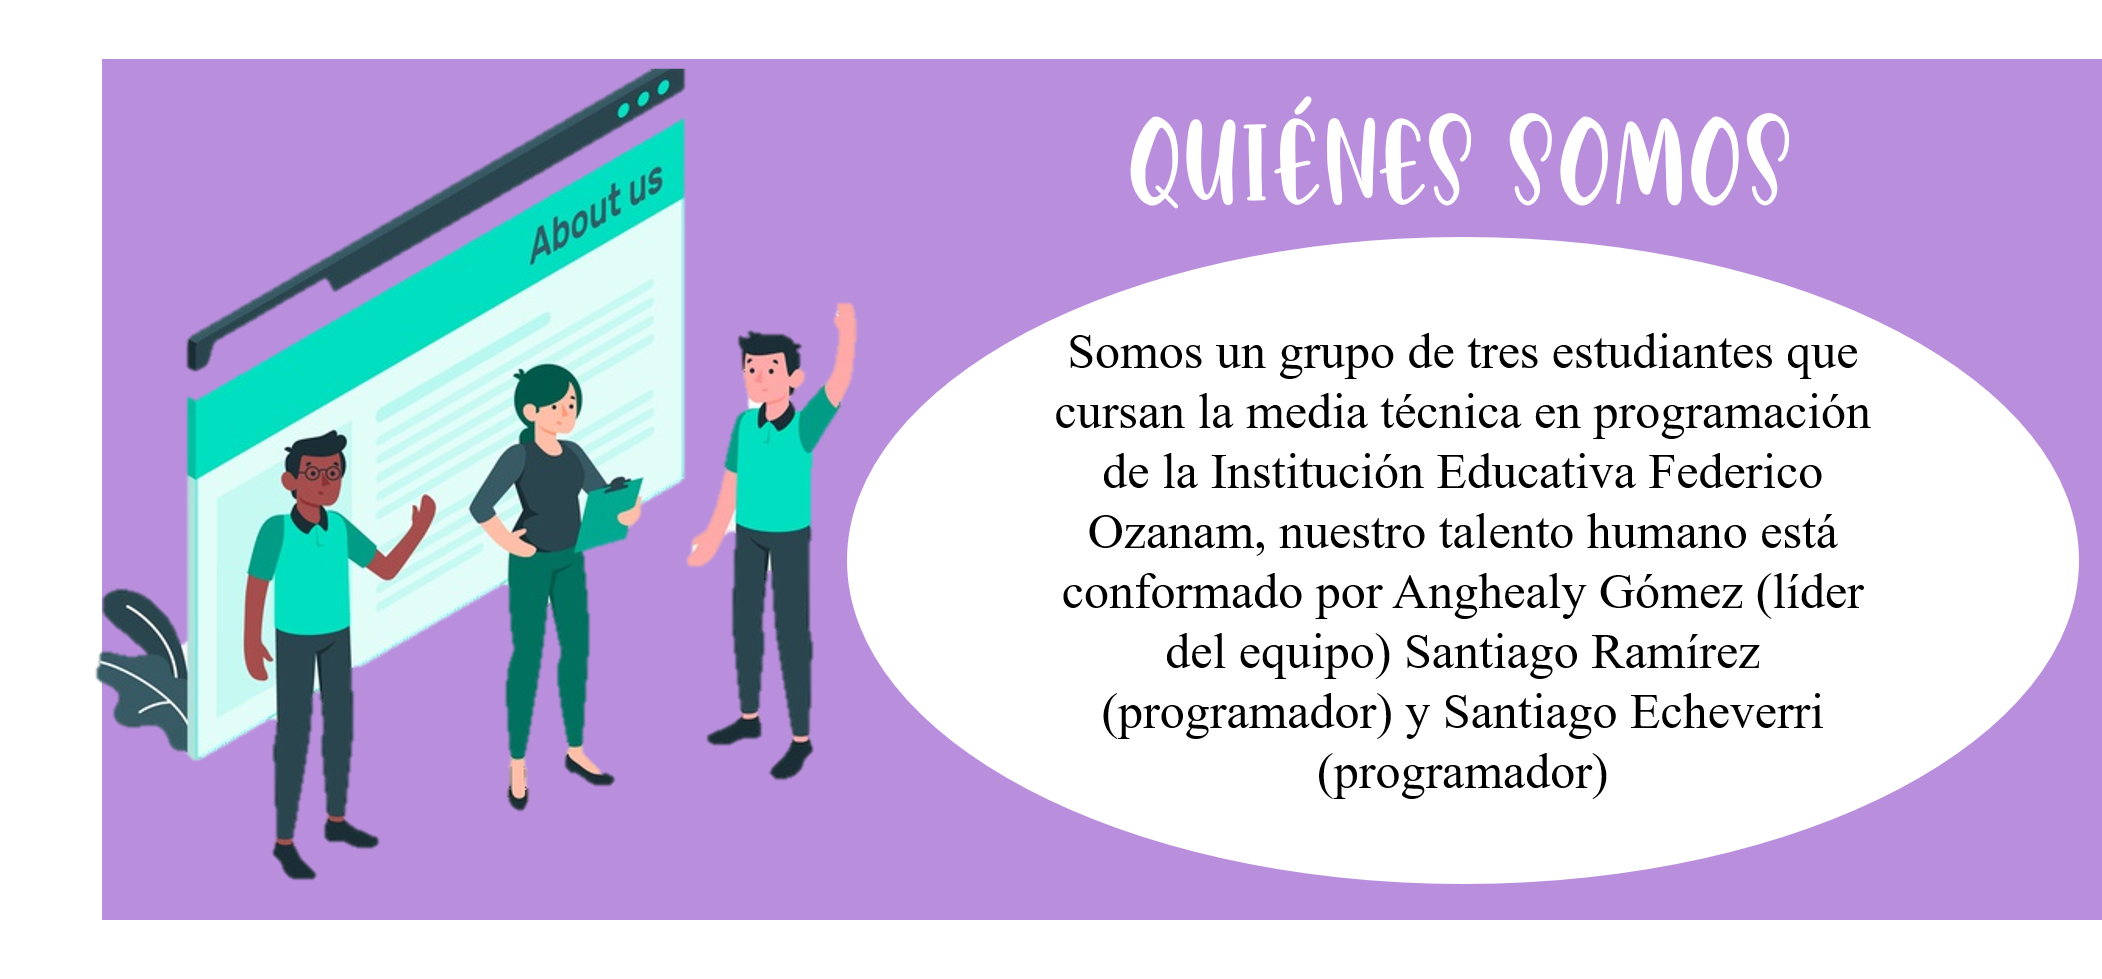 About us
QUIÉNES SOMOS
Somos un grupo de tres estudiantes que
cursan la media técnica en programación
de la Institución Educativa Federico
Ozanam, nuestro talento humano está
conformado por Anghealy Gómez (líder
del equipo) Santiago Ramírez
(programador) y Santiago Echeverri
(programador)